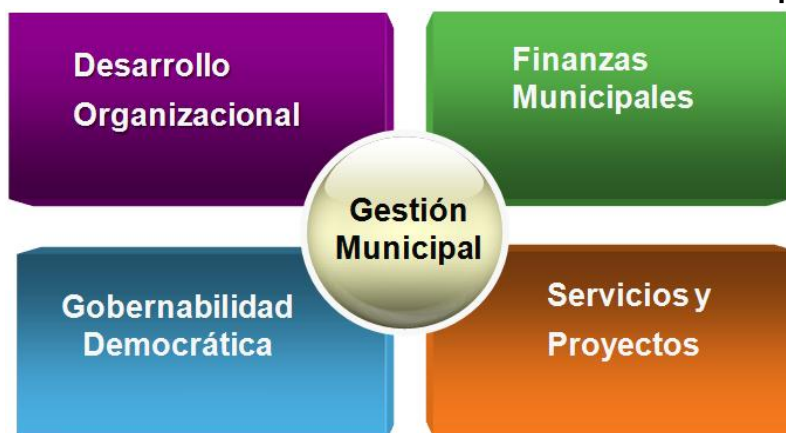 Desarrollo
Organizacional
Finanzas
Municipales
Gestión
Municipal
Gobernabilidad
Democrática
Servicios y
Proyectos